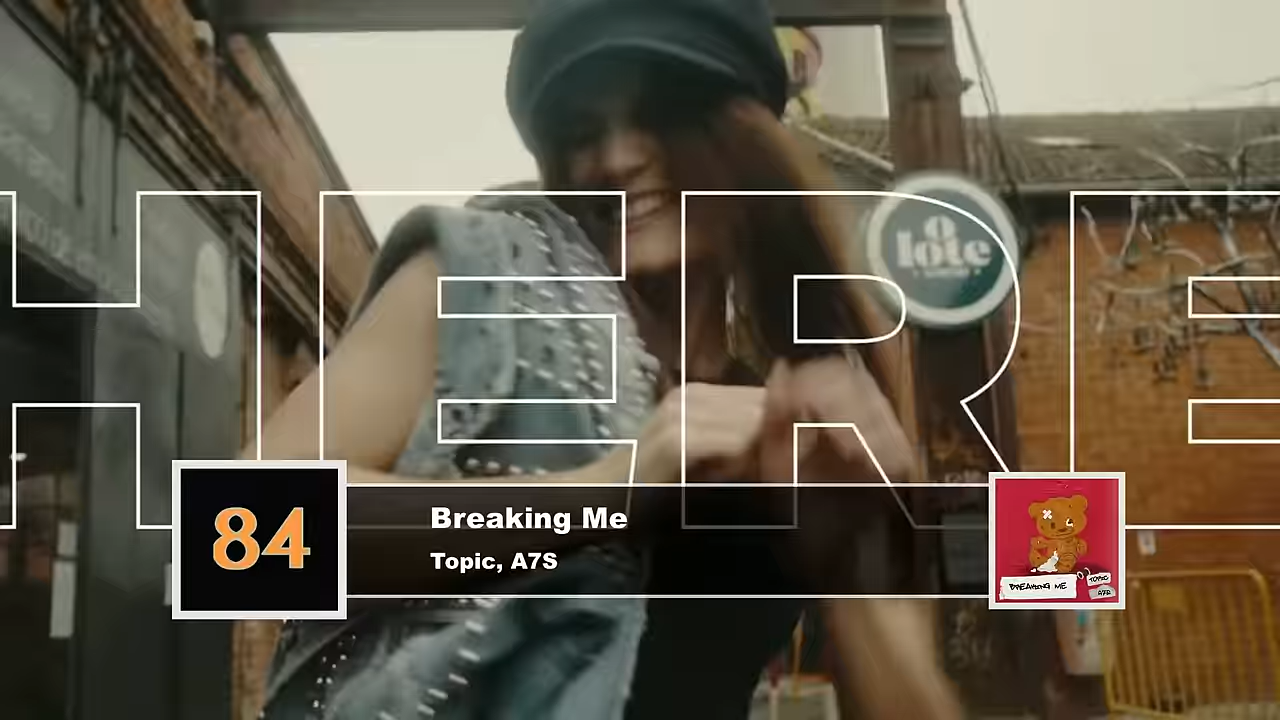 HERE
o
lote
84
Breaking Me
Topic, A7S
BREAKING ME
TOPIC
A7S